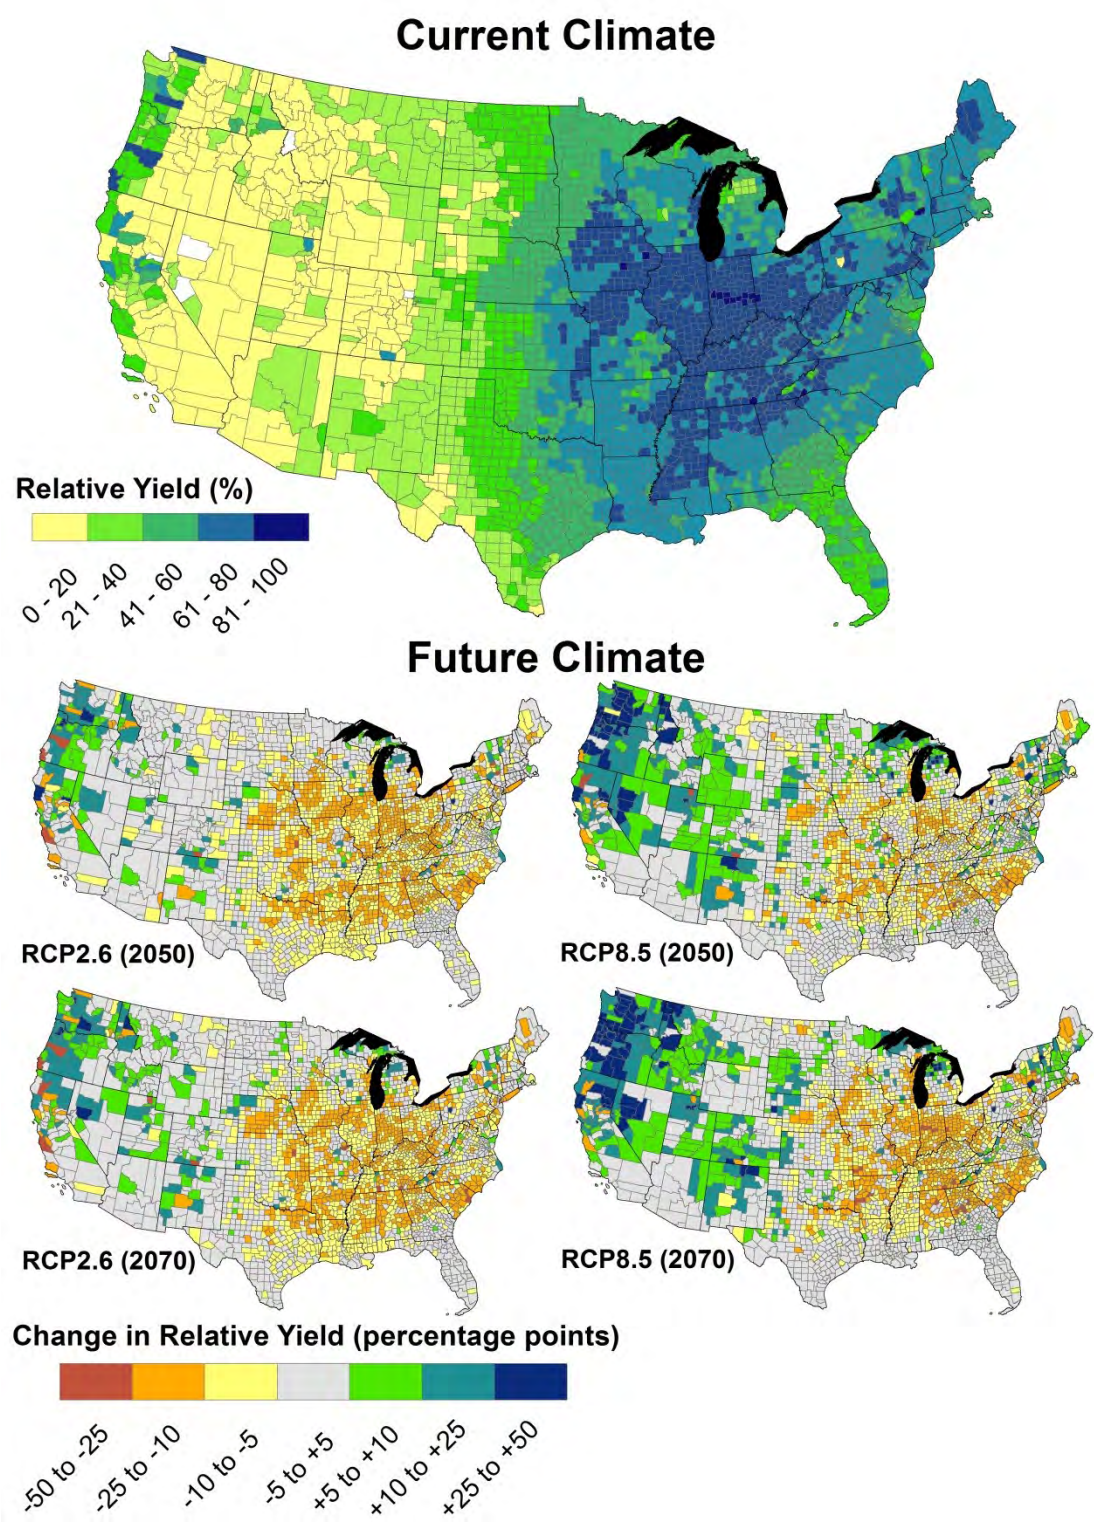 Current Climate
Relative Yield (%)
0 - 20
21 - 40
41 - 60
61 - 80
81 - 100
Future Climate
RCP2.6 (2050)
RCP8.5 (2050)
RCP2.6 (2070)
RCP8.5 (2070)
Change in Relative Yield (percentage points)
-50 to -25
-25 to -10
-10 to -5
-5 to +5
+5 to +10
+10 to +25
+25 to +50